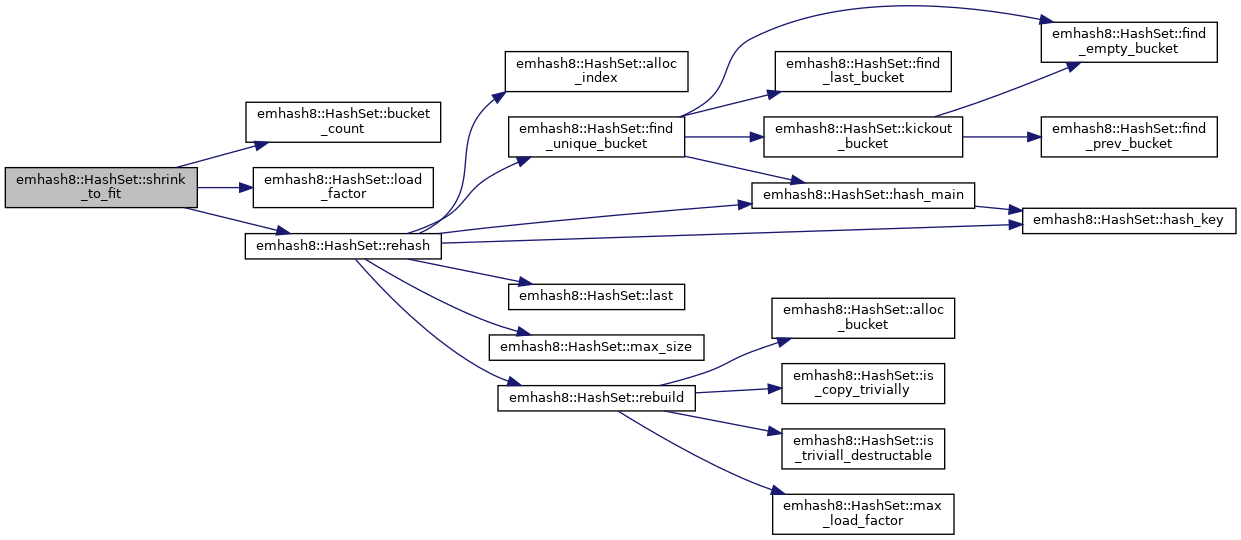 emhash8::HashSet::shrink
_to_fit
emhash8::HashSet::bucket
_count
emhash8::HashSet::load
_factor
emhash8::HashSet::rehash
emhash8::HashSet::alloc
_index
emhash8::HashSet::find
_unique_bucket
emhash8::HashSet::last
emhash8::HashSet::max_size
emhash8::HashSet::rebuild
emhash8::HashSet::find
_last_bucket
emhash8::HashSet::kickout
_bucket
emhash8::HashSet::hash_main
emhash8::HashSet::alloc
_bucket
emhash8::HashSet::is
_copy_trivially
emhash8::HashSet::is
_triviall_destructable
emhash8::HashSet::max
_load_factor
emhash8::HashSet::find
_empty_bucket
emhash8::HashSet::find
_prev_bucket
emhash8::HashSet::hash_key